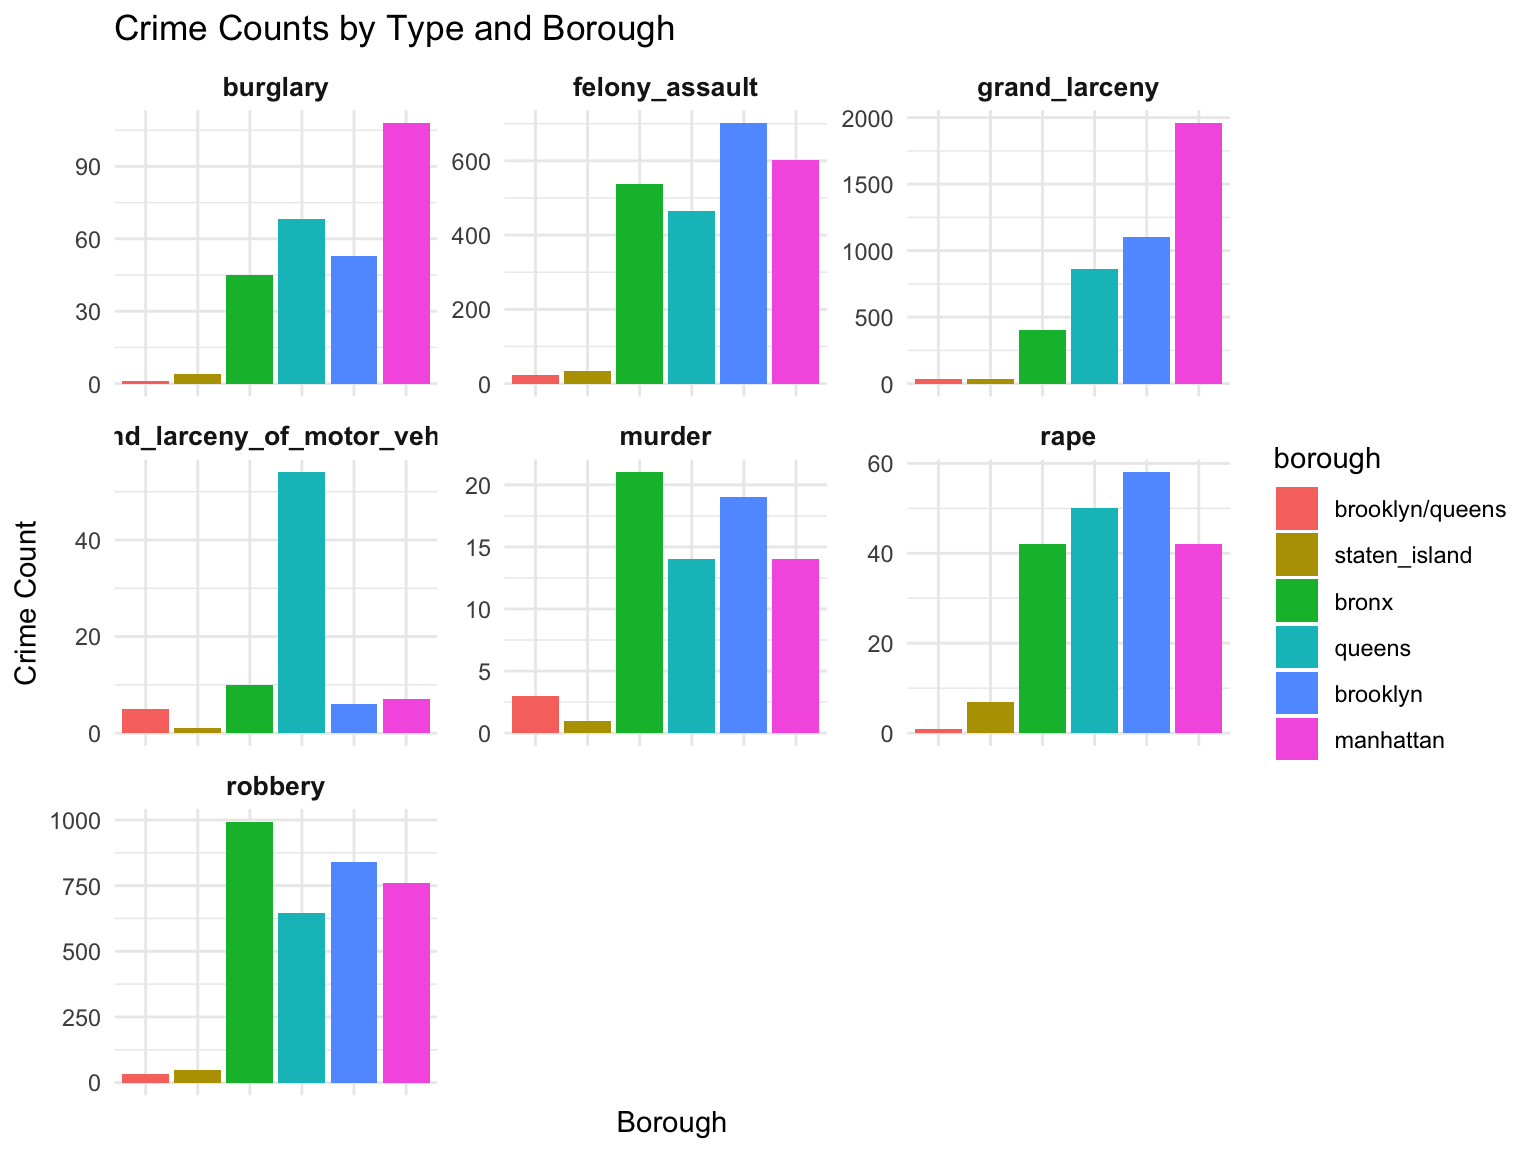 Crime Counts by Type and Borough
burglary
felony_assault
grand_larceny
90
60
30
0
600
400
200
0
2000
1500
1000
500
0
nd_larceny_of_motor_veh
murder
rape
40
20
0
20
15
10
5
0
60
40
20
0
robbery
1000
750
500
250
0
Crime Count
Borough
borough
brooklyn/queens
staten_island
bronx
queens
brooklyn
manhattan